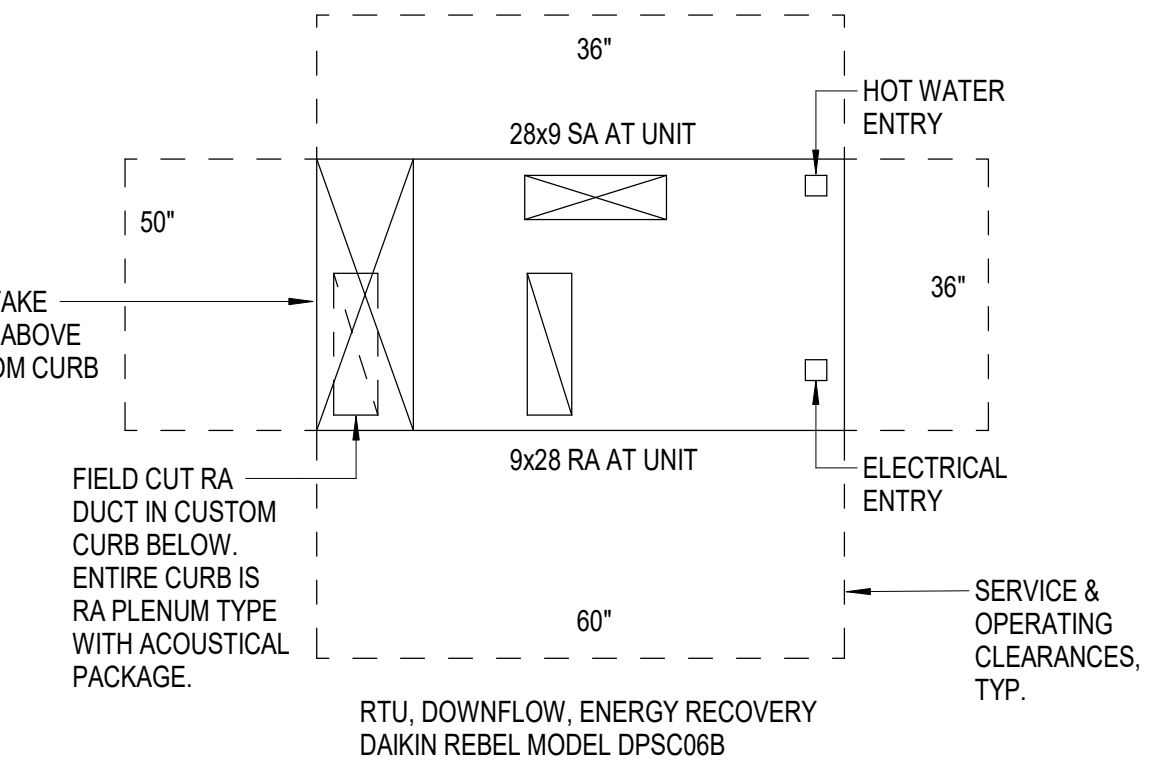 36"
HOT WATER
ENTRY
28x9 SA AT UNIT
50"
36"
ABOVE
CURB
9x28 RA AT UNIT
FIELD CUT RA
DUCT IN CUSTOM
CURB BELOW.
ENTIRE CURB IS
RA PLENUM TYPE
WITH ACOUSTICAL
PACKAGE.
ELECTRICAL
ENTRY
60"
SERVICE &
OPERATING
CLEARANCES,
TYP.
RTU, DOWNFLOW, ENERGY RECOVERY
DAIKIN REBEL MODEL DPSC06B